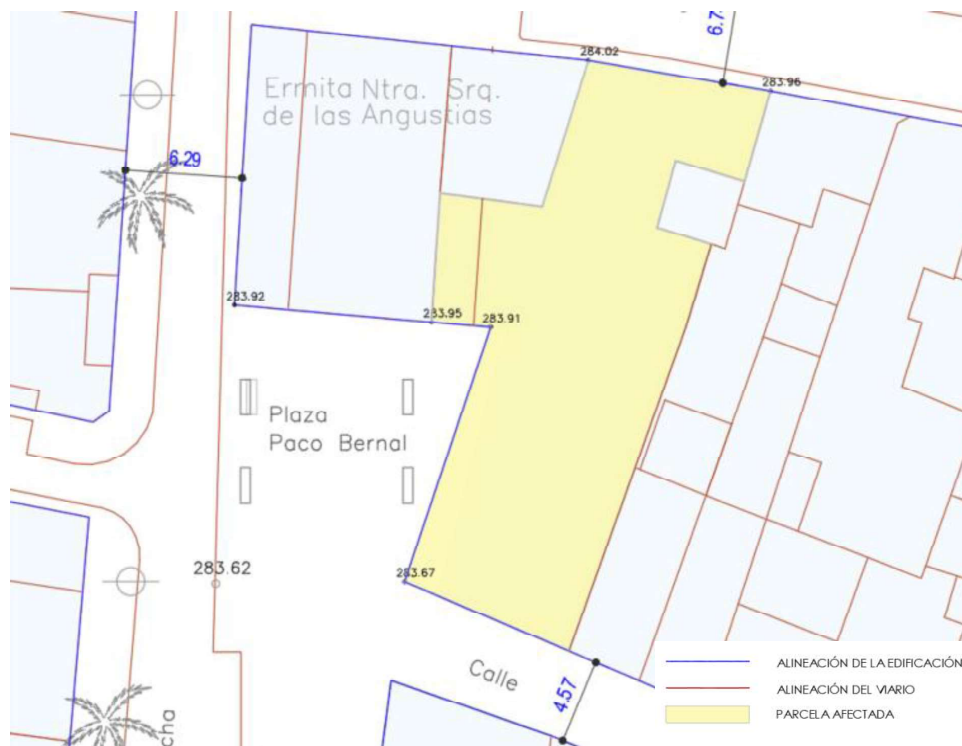 6.7
284.02
283.96
Ermita Ntra. Srq.
de las Angustias
6.29
283.92
283.95
283.91
Plaza
Paco Bernal
283.62
283.67
Calle
4.57
cha
ALINEACIÓN DE LA EDIFICACIÓN
ALINEACIÓN DEL VIARIO
PARCELA AFECTADA